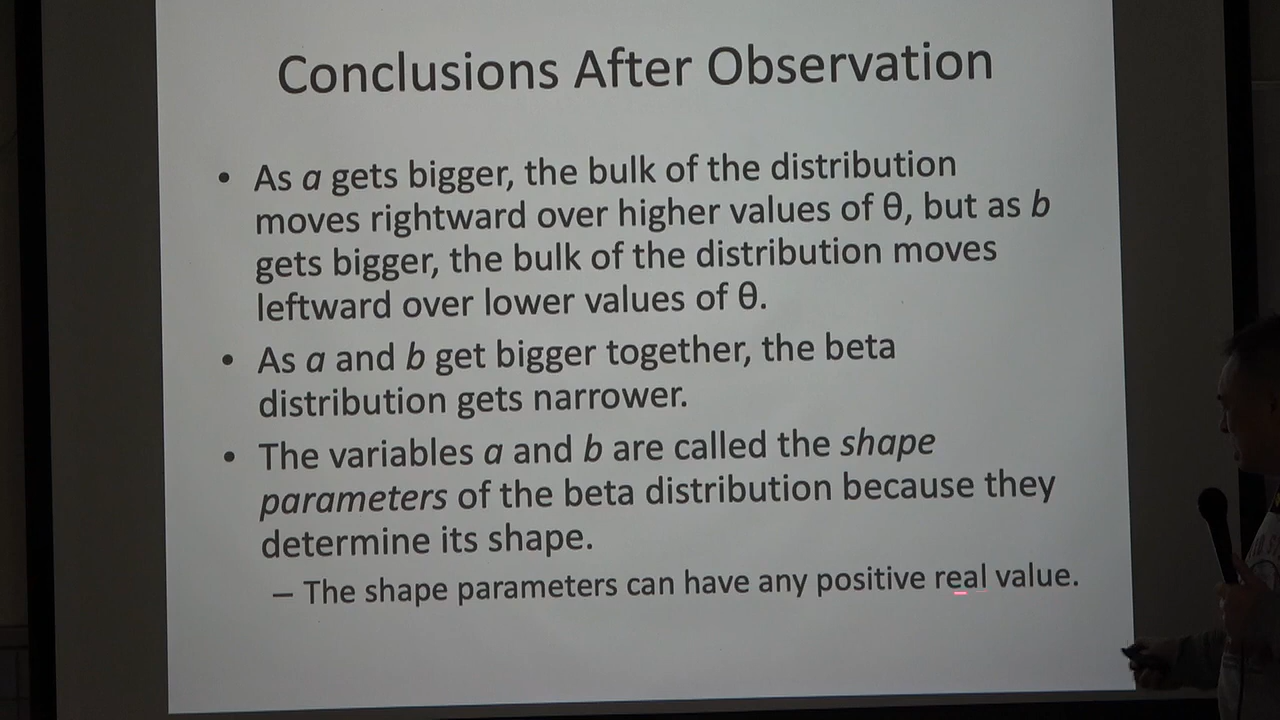 Conclusions After Observation
• As a gets bigger, the bulk of the distribution
moves rightward over higher values of θ, but as b
gets bigger, the bulk of the distribution moves
leftward over lower values of θ.
• As a and b get bigger together, the beta
distribution gets narrower.
• The variables a and b are called the shape
parameters of the beta distribution because they
determine its shape.
– The shape parameters can have any positive real value.